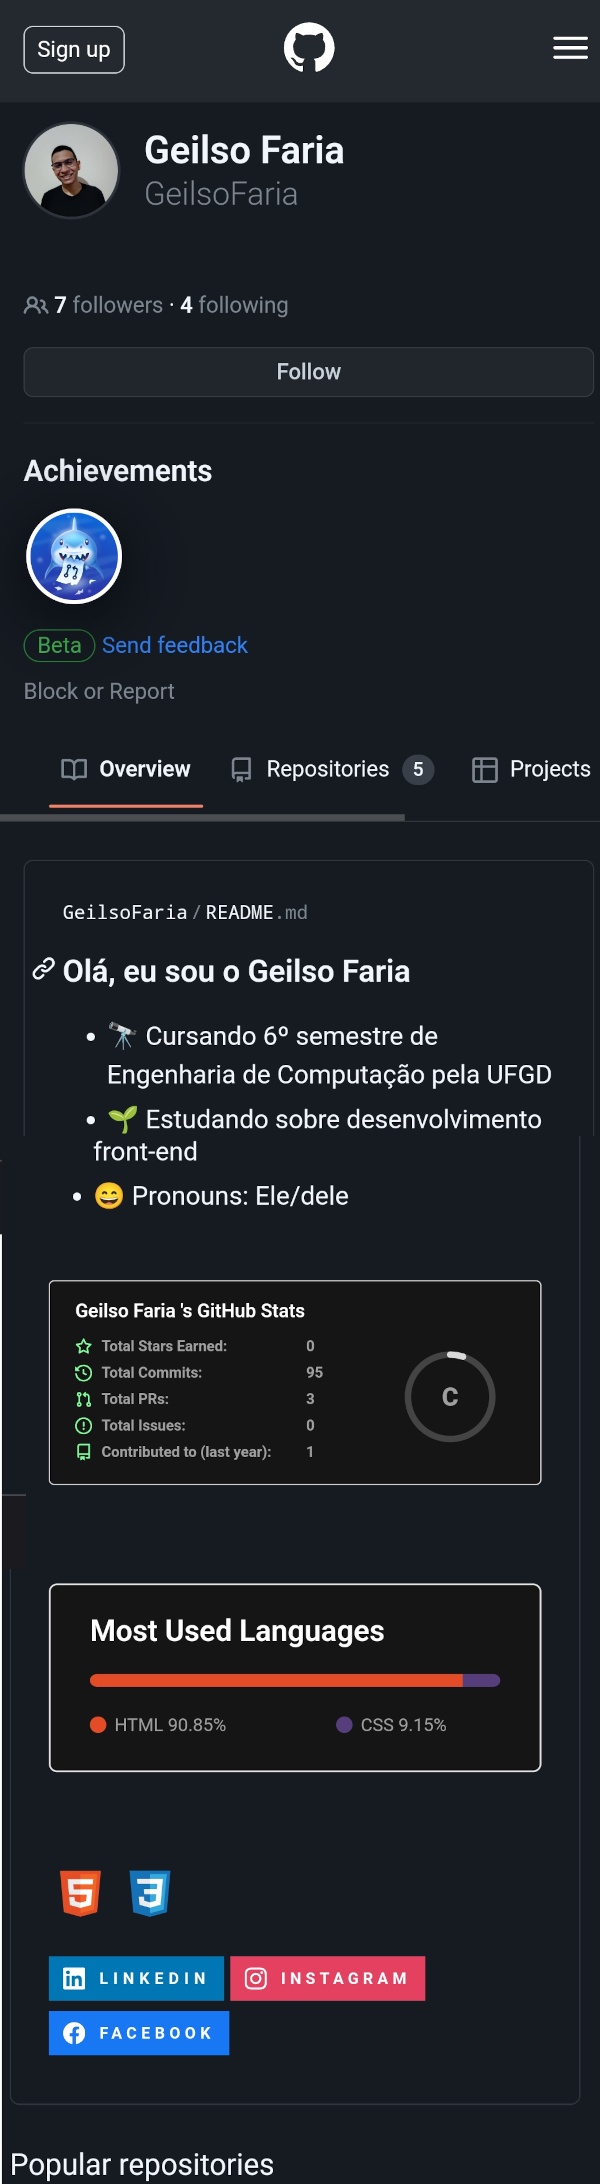 Sign up
Geilso Faria
GeilsoFaria
7 followers · 4 following
Follow
Achievements
Beta Send feedback
Block or Report
Overview Repositories 5 Projects
GeilsoFaria / README.md
Olá, eu sou o Geilso Faria
• 🔭 Cursando 6º semestre de
Engenharia de Computação pela UFGD
• 🌱 Estudando sobre desenvolvimento
front-end
• 😄 Pronouns: Ele/dele
Geilso Faria 's GitHub Stats
Total Stars Earned: 0
Total Commits: 95
Total PRs: 3
Total Issues: 0
Contributed to (last year): 1
C
Most Used Languages
HTML 90.85% CSS 9.15%
5 3
LINKEDIN INSTAGRAM
FACEBOOK
Popular repositories